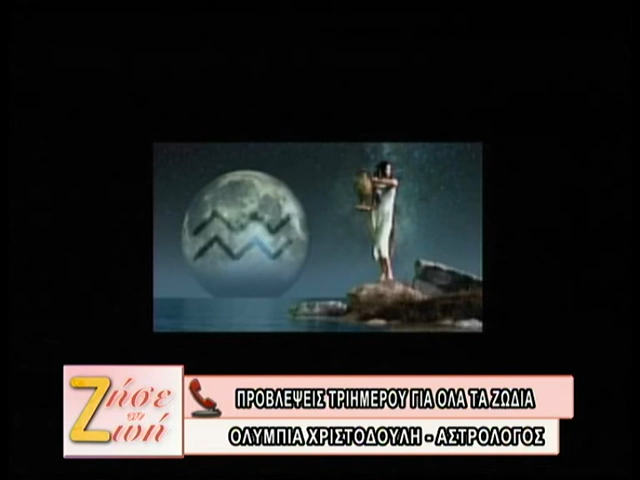 Ζήσε
τη
Ζωή
ΠΡΟΒΛΕΨΕΙΣ ΤΡΙΗΜΕΡΟΥ ΓΙΑ ΟΛΑ ΤΑ ΖΩΔΙΑ
ΟΛΥΜΠΙΑ ΧΡΙΣΤΟΔΟΥΛΗ - ΑΣΤΡΟΛΟΓΟΣ